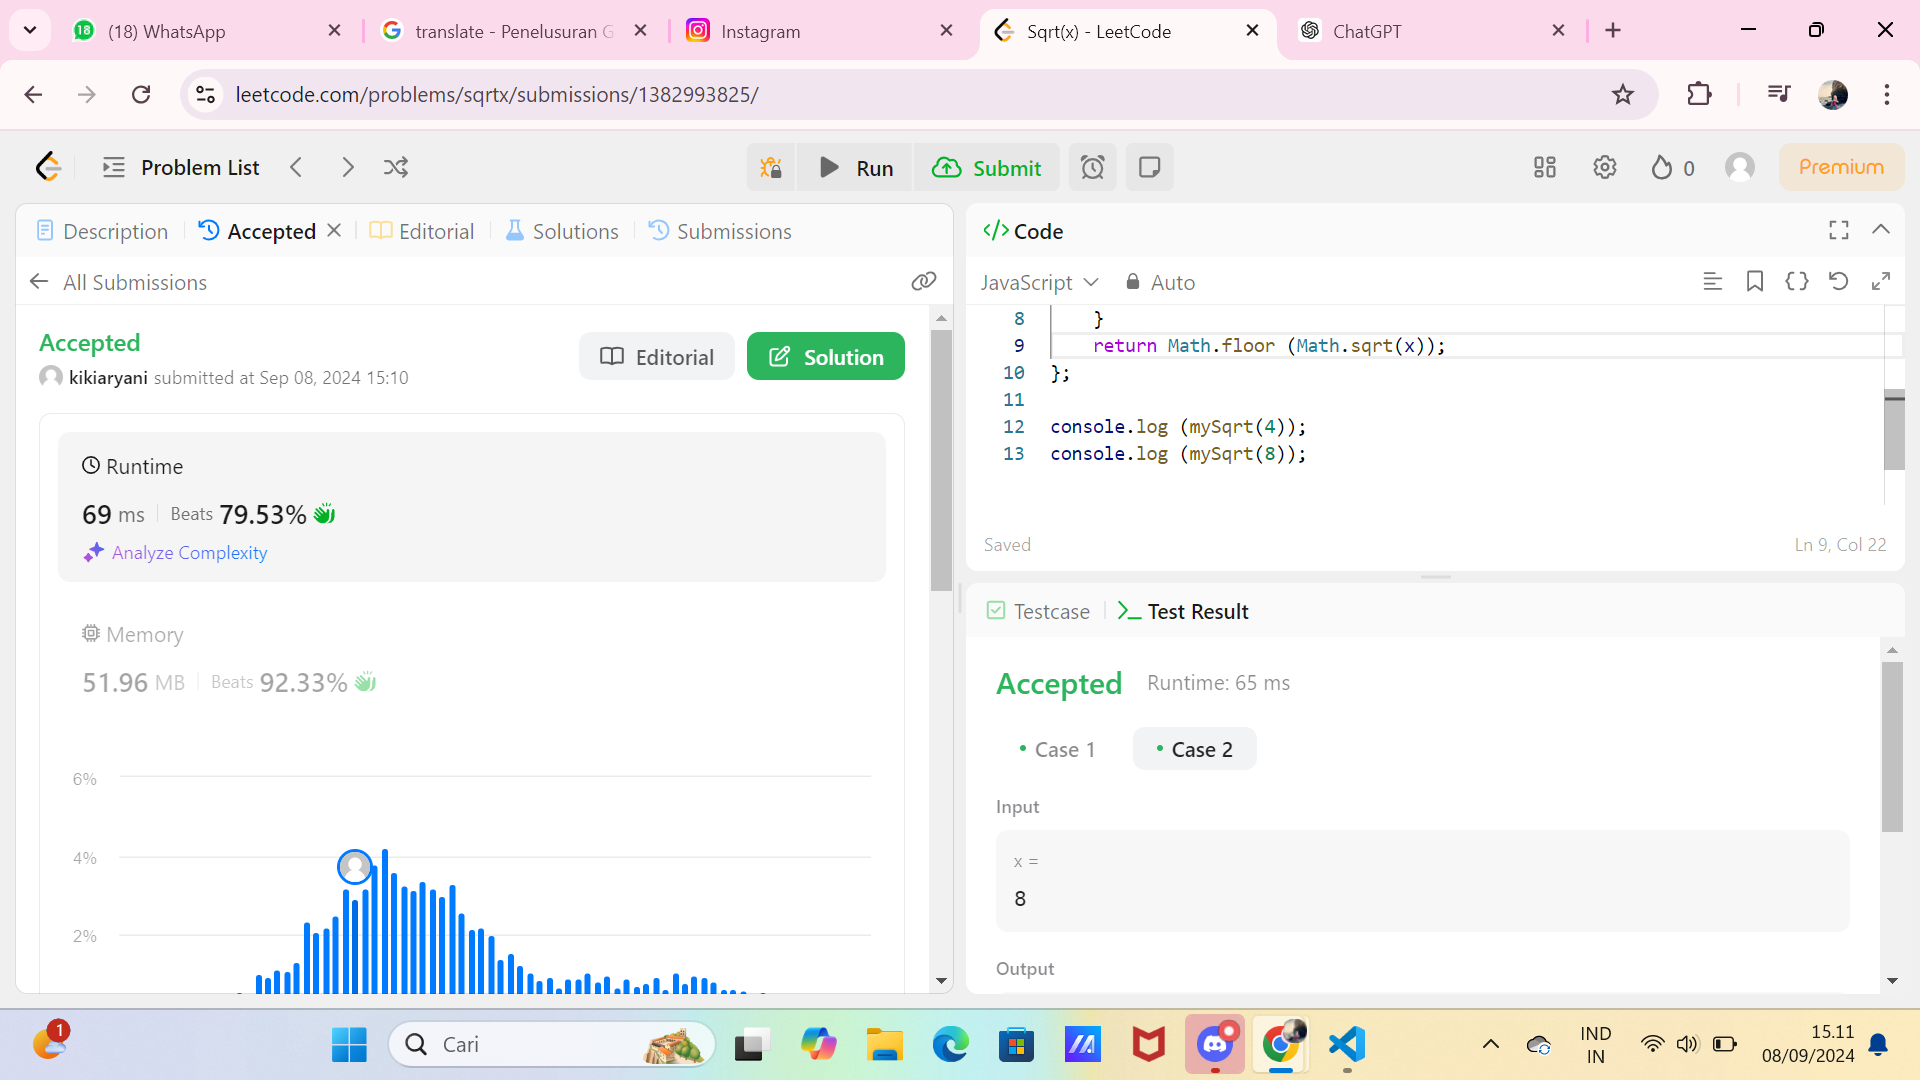 (18) WhatsApp
translate - Penelusuran G
Instagram
Sqrt(x) - LeetCode
ChatGPT
leetcode.com/problems/sqrtx/submissions/1382993825/
Problem List
Run
Submit
0
Premium
Description
Accepted
Editorial
Solutions
Submissions
All Submissions
Accepted
kikiaryani submitted at Sep 08, 2024 15:10
Editorial
Solution
Runtime
69 ms
Beats 79.53%
Analyze Complexity
Memory
51.96 MB
Beats 92.33%
6%
4%
2%
</> Code
JavaScript
Auto
8 }
9 return Math.floor (Math.sqrt(x));
10 };
11
12 console.log (mySqrt(4));
13 console.log (mySqrt(8));
Saved
Ln 9, Col 22
Testcase
>_ Test Result
Accepted
Runtime: 65 ms
• Case 1
• Case 2
Input
x =
8
Output
1
Cari
IND
IN
15.11
08/09/2024